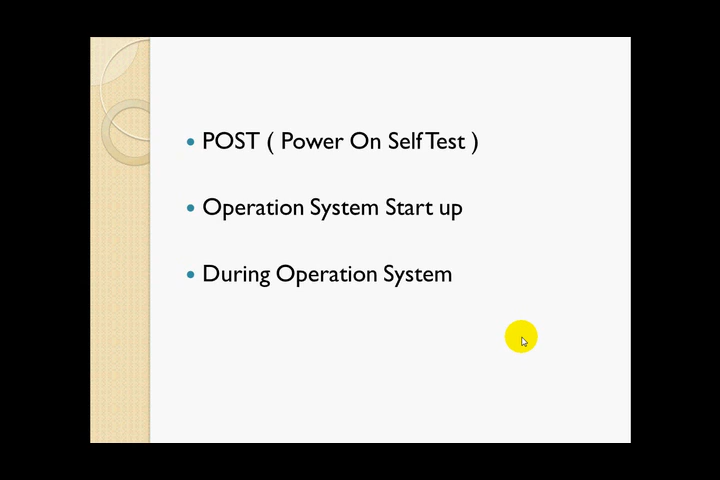 POST ( Power On Self Test )
Operation System Start up
During Operation System